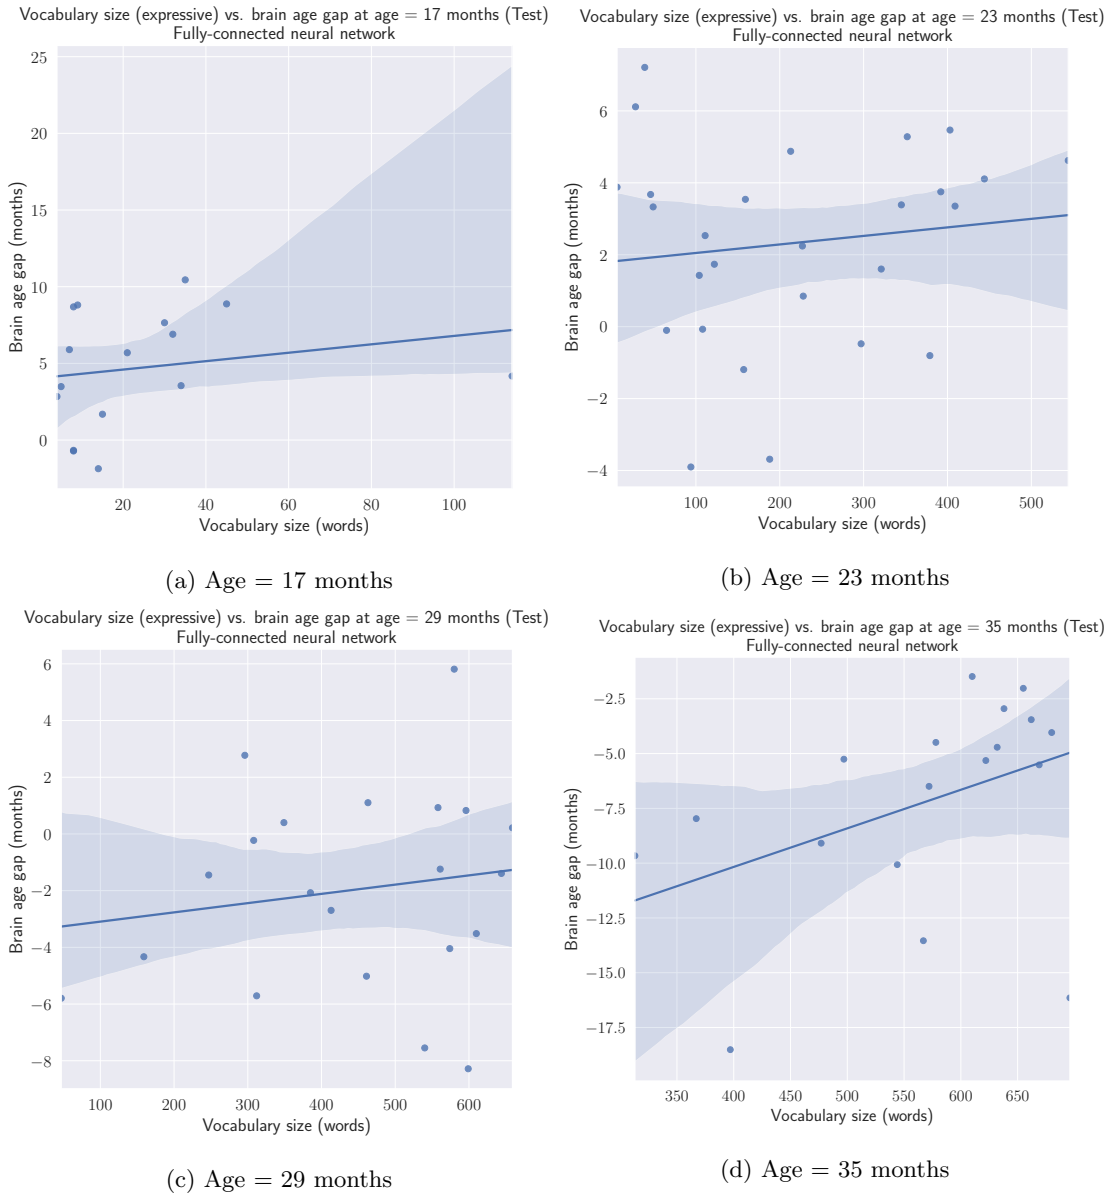 Vocabulary size (expressive) vs. brain age gap at age = 17 months (Test)
Fully-connected neural network
25
20
15
10
5
0
Brain age gap (months)
20 40 60 80 100
Vocabulary size (words)
(a) Age = 17 months
Vocabulary size (expressive) vs. brain age gap at age = 23 months (Test)
Fully-connected neural network
6
4
2
0
−2
−4
Brain age gap (months)
100 200 300 400 500
Vocabulary size (words)
(b) Age = 23 months
Vocabulary size (expressive) vs. brain age gap at age = 29 months (Test)
Fully-connected neural network
6
4
2
0
−2
−4
−6
−8
Brain age gap (months)
100 200 300 400 500 600
Vocabulary size (words)
(c) Age = 29 months
Vocabulary size (expressive) vs. brain age gap at age = 35 months (Test)
Fully-connected neural network
−2.5
−5.0
−7.5
−10.0
−12.5
−15.0
−17.5
Brain age gap (months)
350 400 450 500 550 600 650
Vocabulary size (words)
(d) Age = 35 months